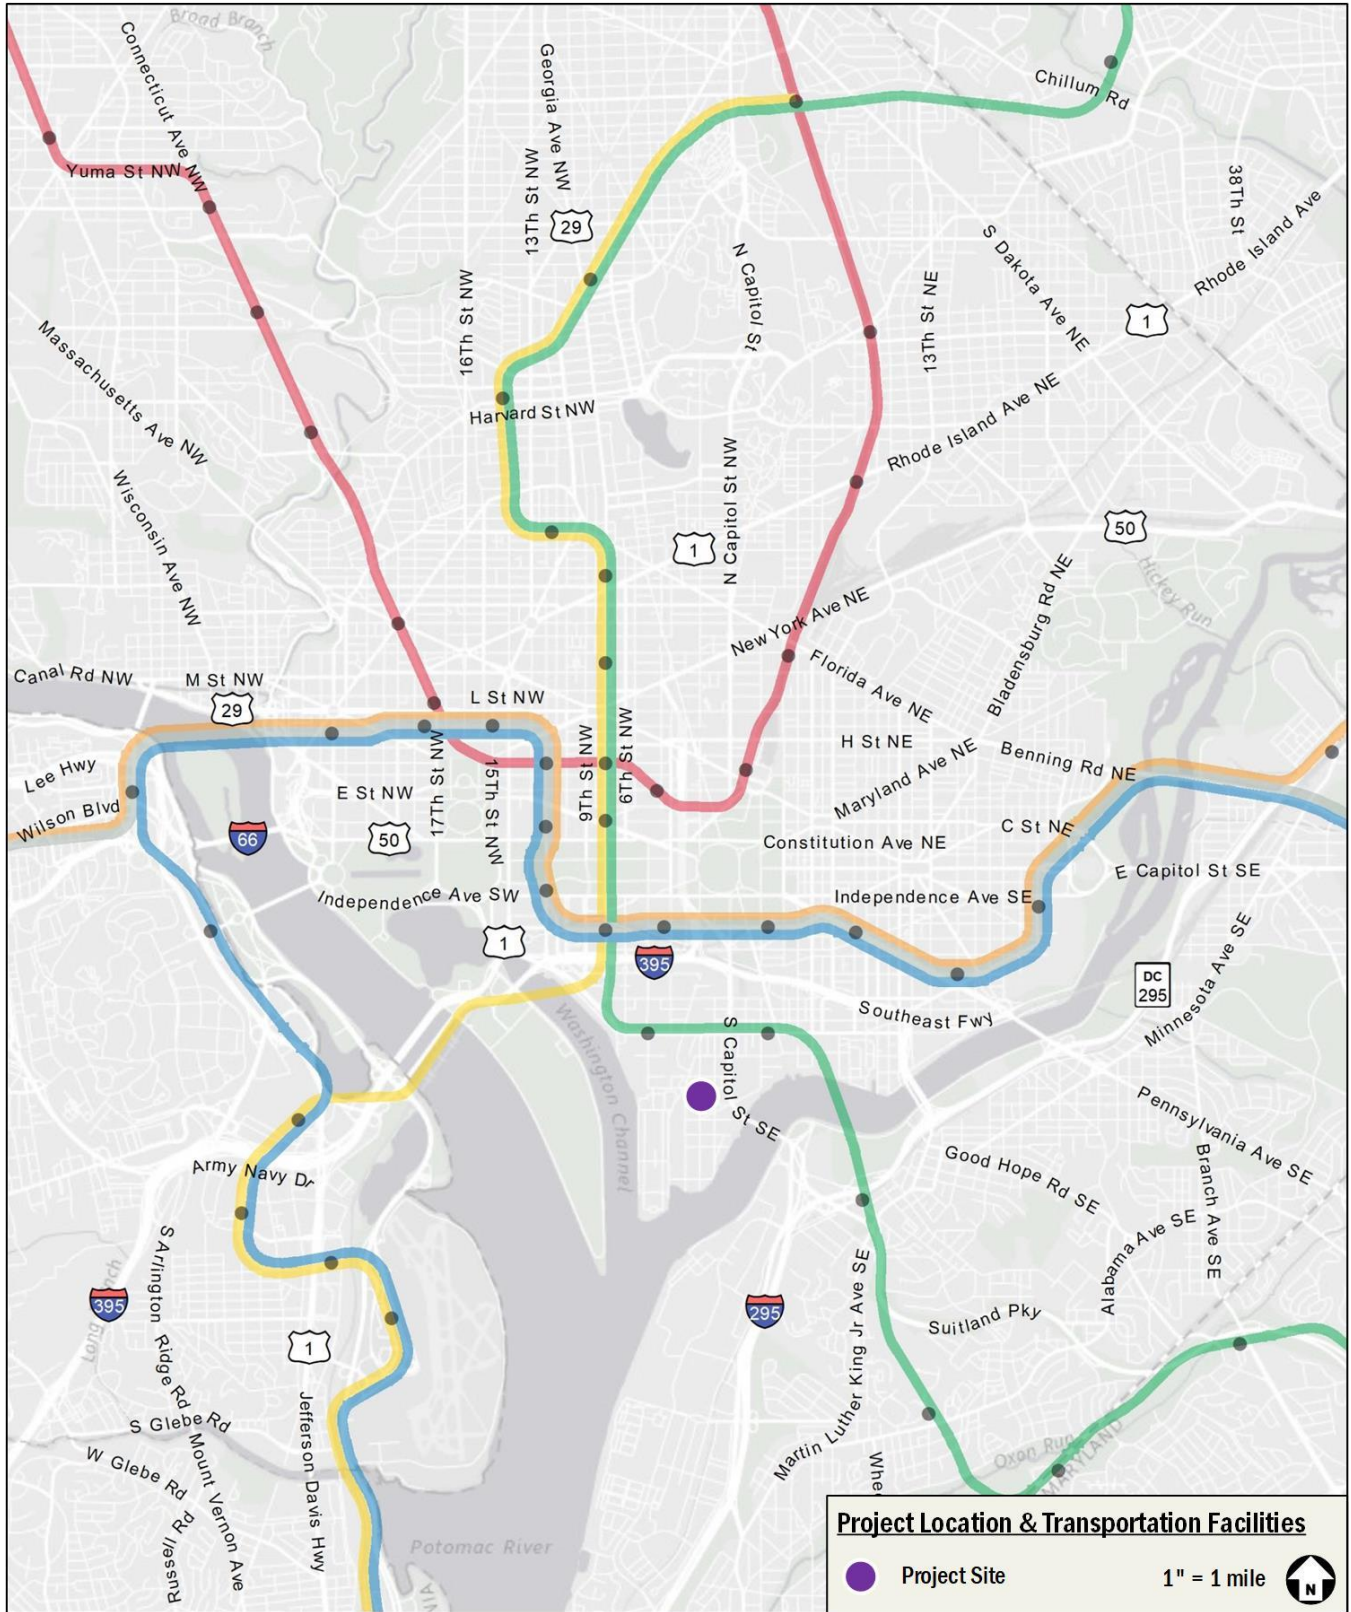 Broad Branch
Connecticut Ave NW
Georgia Ave NW
Chillum Rd
Yuma St NW
13Th St NW
38Th St
29
Rhode Island Ave
S Dakota Ave NE
N Capitol St
16Th St NW
13Th St NE
1
Massachusetts Ave NW
Harvard St NW
Rhode Island Ave NE
Wisconsin Ave NW
N Capitol St NW
1
50
Hickey Run
Bladensburg Rd NE
New York Ave NE
Florida Ave NE
Canal Rd NW
M St NW
29
L St NW
H St NE
Maryland Ave NE
Benning Rd NE
Lee Hwy
Wilson Blvd
E St NW
17Th St NW
15Th St NW
9Th St NW
6Th St NW
66
50
C St NE
Constitution Ave NE
E Capitol St SE
Independence Ave SW
Independence Ave SE
1
395
DC
295
Minnesota Ave SE
Southeast Fwy
Washington Channel
S Capitol St SE
Pennsylvania Ave SE
Army Navy Dr
Good Hope Rd SE
Branch Ave SE
Alabama Ave SE
S Arlington Ridge Rd
395
295
Suitland Pky
Martin Luther King Jr Ave SE
1
S Glebe Rd
W Glebe Rd
Mount Vernon Ave
Jefferson Davis Hwy
Russell Rd
Oxon Run
MARYLAND
Whe
Potomac River
Project Location & Transportation Facilities
Project Site
1" = 1 mile
N